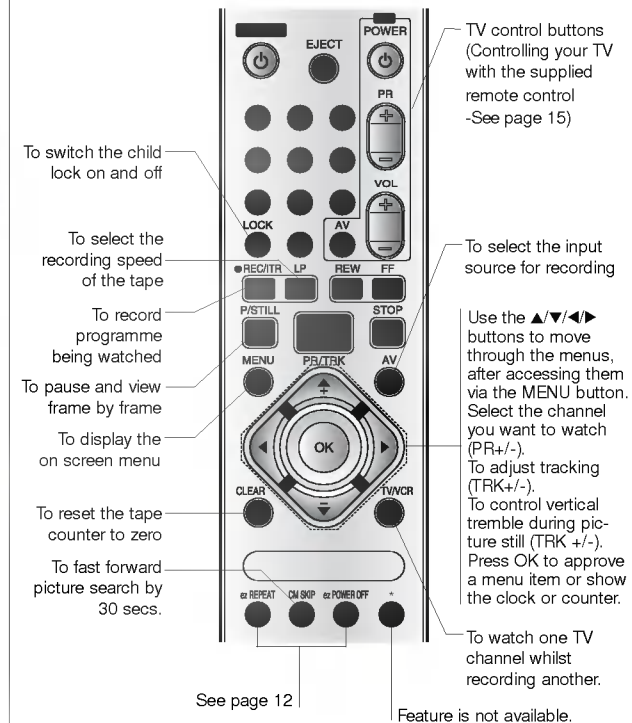 POWER
EJECT
PR
VOL
LOCK
AV
REC/ITR LP REW FF
P/STILL STOP
MENU PR/TRK AV
OK
CLEAR TV/VCR
ez REPEAT CM SKIP ez POWER OFF *
To switch the child
lock on and off
To select the
recording speed
of the tape
To record
programme
being watched
To pause and view
frame by frame
To display the
on screen menu
To reset the tape
counter to zero
To fast forward
picture search by
30 secs.
See page 12
TV control buttons
(Controlling your TV
with the supplied
remote control
-See page 15)
To select the input
source for recording
Use the ▲/▼/◀/▶
buttons to move
through the menus,
after accessing them
via the MENU button.
Select the channel
you want to watch
(PR+/-).
To adjust tracking
(TRK+/-).
To control vertical
tremble during pic-
ture still (TRK +/-).
Press OK to approve
a menu item or show
the clock or counter.
To watch one TV
channel whilst
recording another.
Feature is not available.